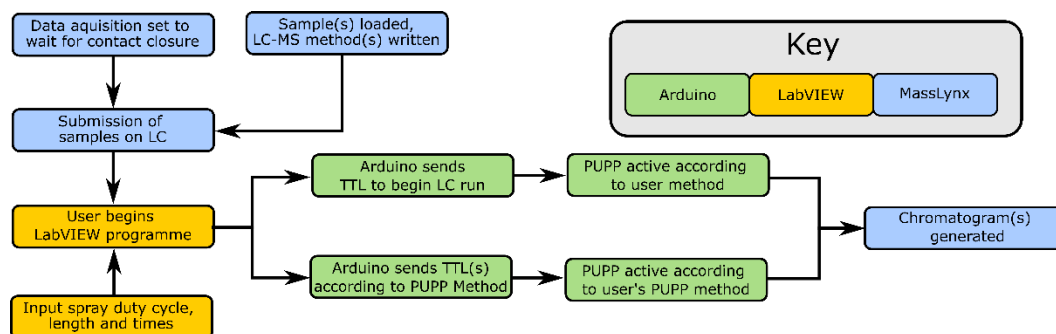 Data aquisition set to
wait for contact closure
Sample(s) loaded,
LC-MS method(s) written
Key
Arduino
LabVIEW
MassLynx
Submission of
samples on LC
Arduino sends
TTL to begin LC run
PUPP active according
to user method
User begins
LabVIEW programme
Chromatogram(s)
generated
Arduino sends TTL(s)
according to PUPP Method
PUPP active according
to user's PUPP method
Input spray duty cycle,
length and times